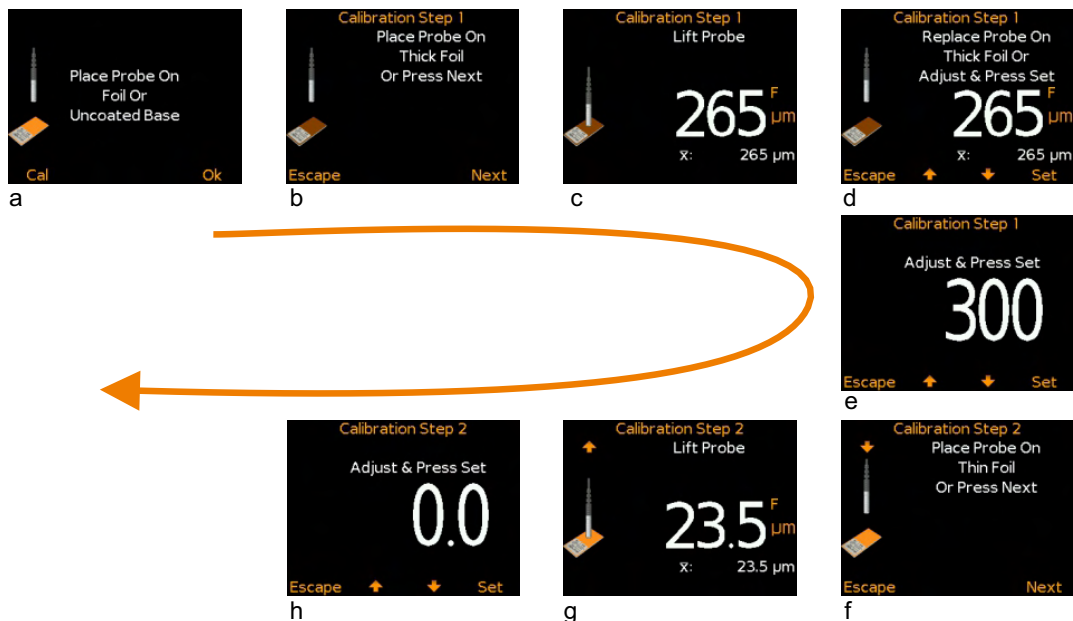 Place Probe On
Foil Or
Uncoated Base
Cal Ok
a
Calibration Step 1
Place Probe On
Thick Foil
Or Press Next
Escape Next
b
Calibration Step 1
Lift Probe
265 F µm
x̅: 265 µm
c
Calibration Step 1
Replace Probe On
Thick Foil Or
Adjust & Press Set
265 F µm
x̅: 265 µm
Escape Set
d
Calibration Step 1
Adjust & Press Set
300
Escape Set
e
Calibration Step 2
Place Probe On
Thin Foil
Or Press Next
Escape Next
f
Calibration Step 2
Lift Probe
23.5 F µm
x̅: 23.5 µm
g
Calibration Step 2
Adjust & Press Set
0.0
Escape Set
h